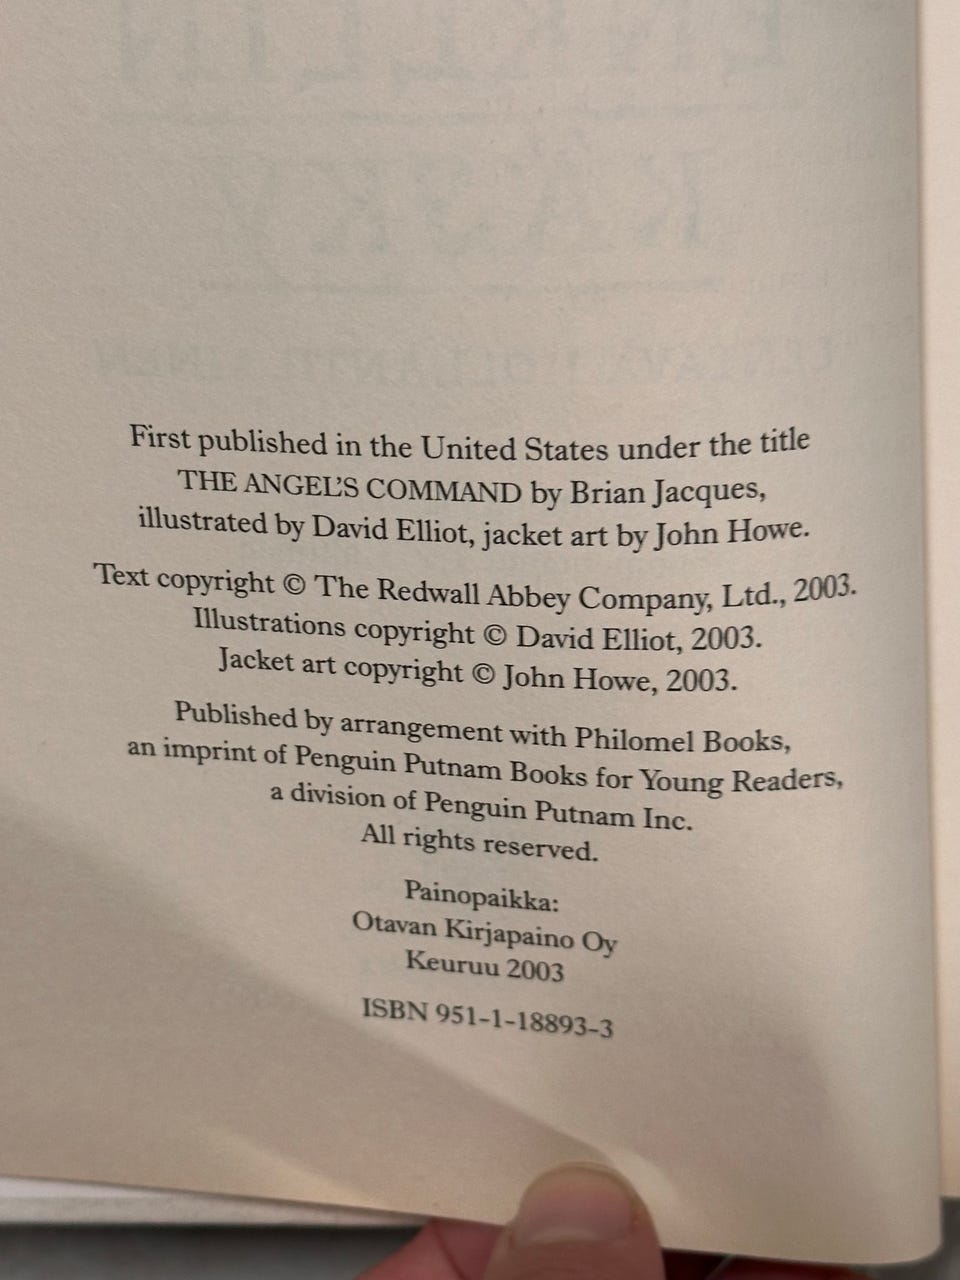 First published in the United States under the title
THE ANGEL'S COMMAND by Brian Jacques,
illustrated by David Elliot, jacket art by John Howe.
Text copyright © The Redwall Abbey Company, Ltd., 2003.
Illustrations copyright © David Elliot, 2003.
Jacket art copyright © John Howe, 2003.
Published by arrangement with Philomel Books,
an imprint of Penguin Putnam Books for Young Readers,
a division of Penguin Putnam Inc.
All rights reserved.
Painopaikka:
Otavan Kirjapaino Oy
Keuruu 2003
ISBN 951-1-18893-3